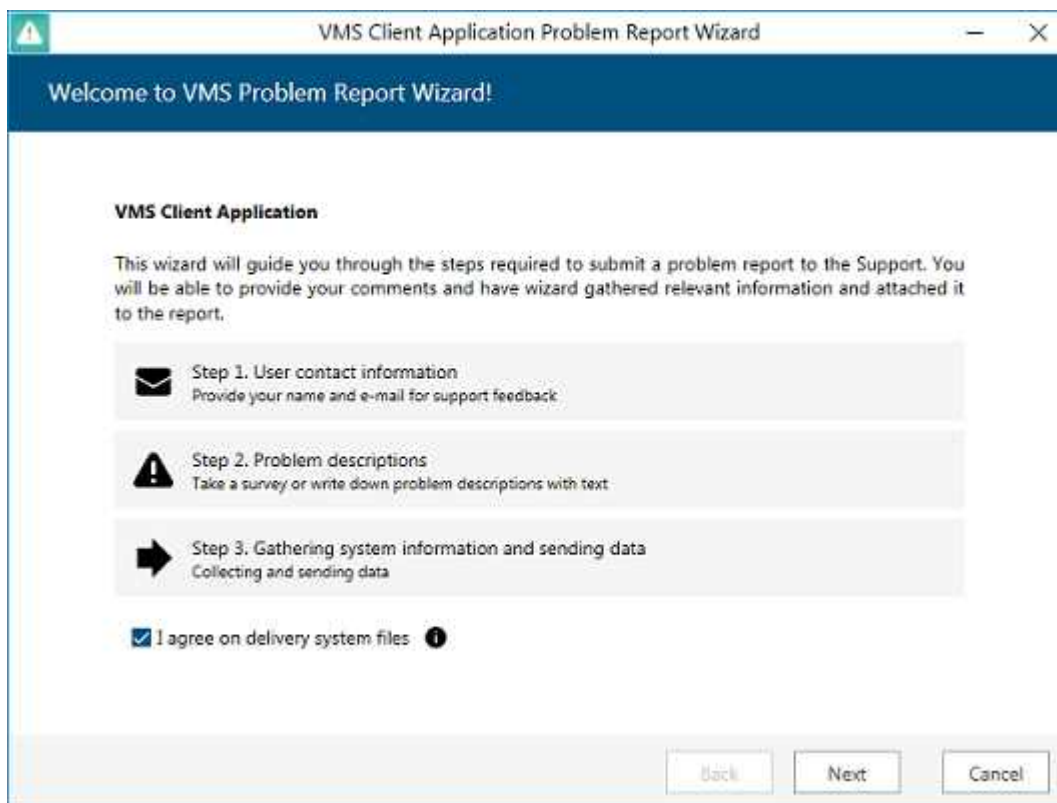 VMS Client Application Problem Report Wizard
Welcome to VMS Problem Report Wizard!
VMS Client Application
This wizard will guide you through the steps required to submit a problem report to the Support. You
will be able to provide your comments and have wizard gathered relevant information and attached it
to the report.
Step 1. User contact information
Provide your name and e-mail for support feedback
Step 2. Problem descriptions
Take a survey or write down problem descriptions with text
Step 3. Gathering system information and sending data
Collecting and sending data
I agree on delivery system files
Back Next Cancel